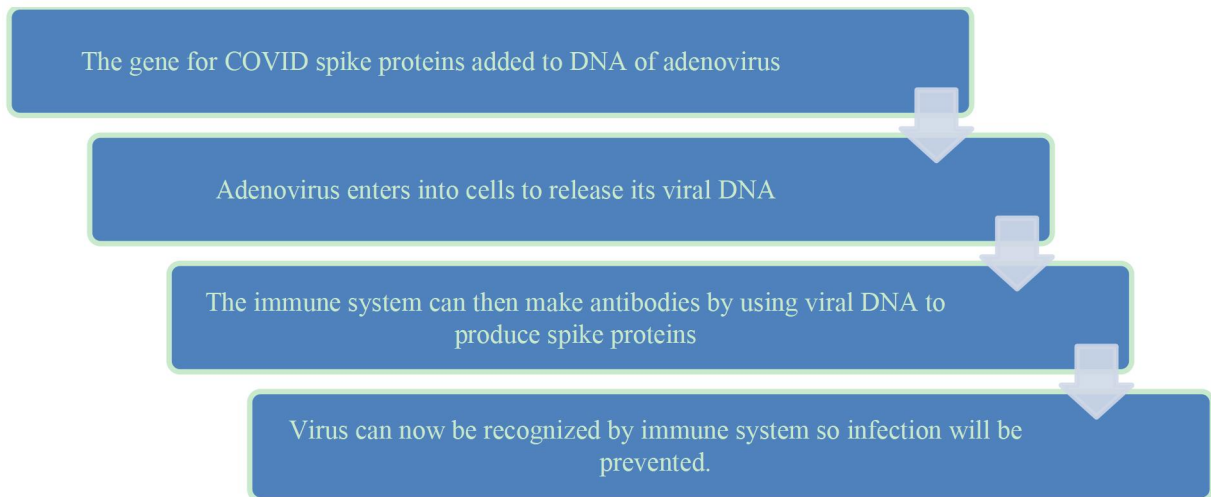 The gene for COVID spike proteins added to DNA of adenovirus
Adenovirus enters into cells to release its viral DNA
The immune system can then make antibodies by using viral DNA to
produce spike proteins
Virus can now be recognized by immune system so infection will be
prevented.